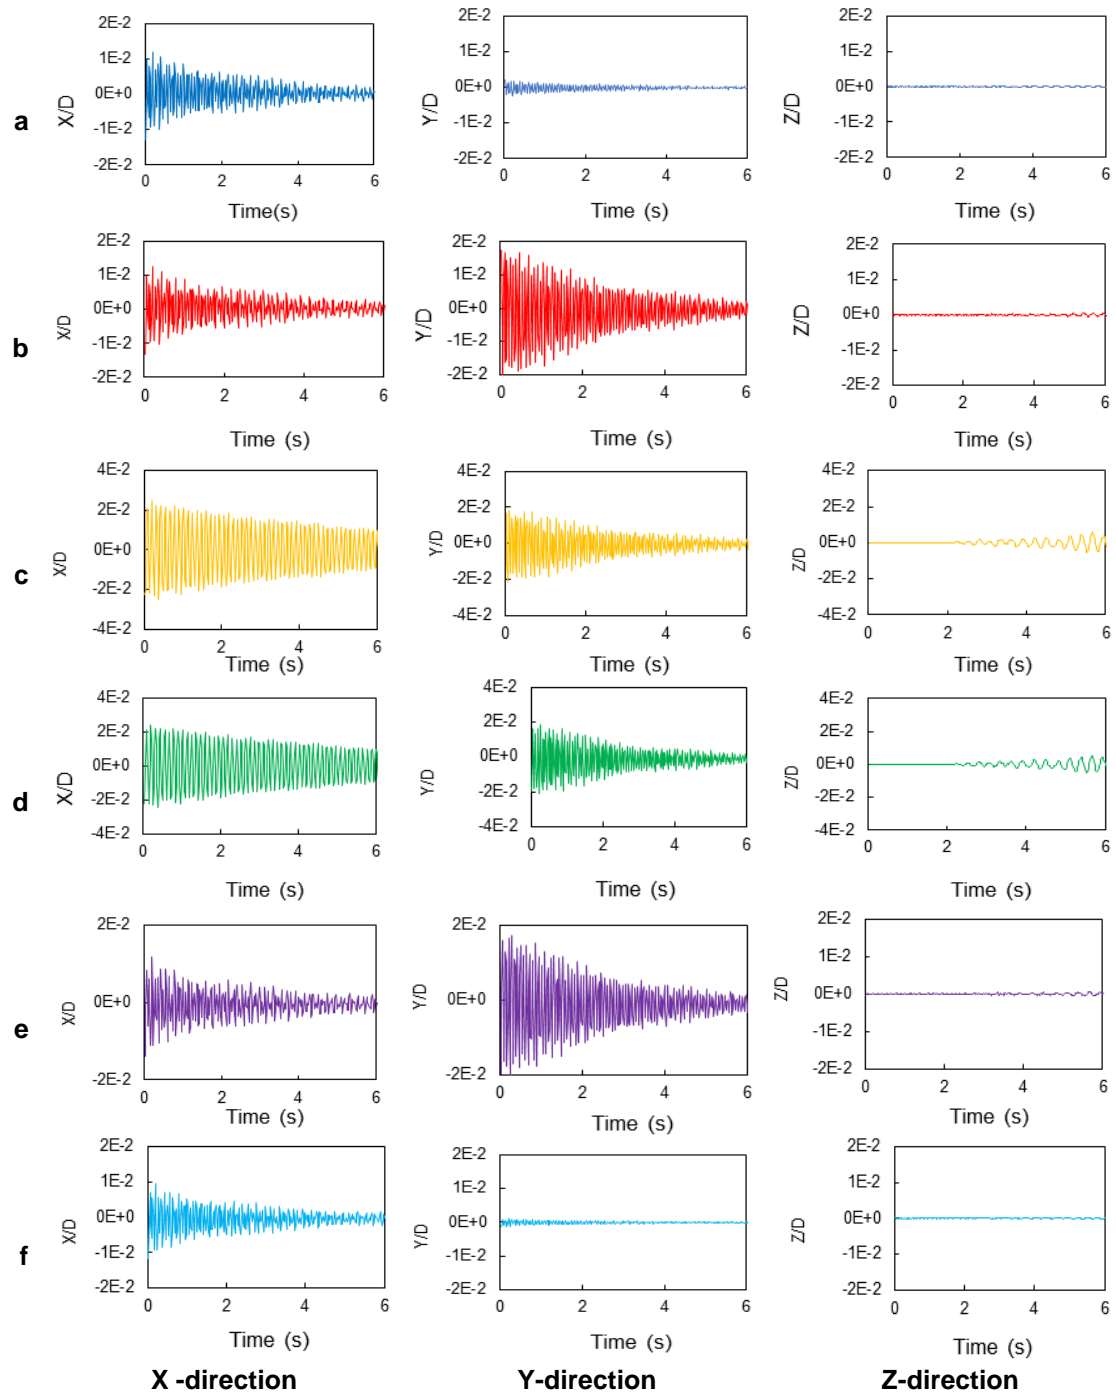 a
X/D
2E-2
1E-2
0E+0
-1E-2
-2E-2
0 2 4 6
Time(s)
Y/D
2E-2
1E-2
0E+0
-1E-2
-2E-2
0 2 4 6
Time (s)
Z/D
2E-2
1E-2
0E+0
-1E-2
-2E-2
0 2 4 6
Time (s)
b
X/D
2E-2
1E-2
0E+0
-1E-2
-2E-2
0 2 4 6
Time (s)
Y/D
2E-2
1E-2
0E+0
-1E-2
-2E-2
0 2 4 6
Time (s)
Z/D
2E-2
1E-2
0E+0
-1E-2
-2E-2
0 2 4 6
Time (s)
c
X/D
4E-2
2E-2
0E+0
-2E-2
-4E-2
0 2 4 6
Time (s)
Y/D
4E-2
2E-2
0E+0
-2E-2
-4E-2
0 2 4 6
Time (s)
Z/D
4E-2
2E-2
0E+0
-2E-2
-4E-2
0 2 4 6
Time (s)
d
X/D
4E-2
2E-2
0E+0
-2E-2
-4E-2
0 2 4 6
Time (s)
Y/D
4E-2
2E-2
0E+0
-2E-2
-4E-2
0 2 4 6
Time (s)
Z/D
4E-2
2E-2
0E+0
-2E-2
-4E-2
0 2 4 6
Time (s)
e
X/D
2E-2
0E+0
-2E-2
0 2 4 6
Time (s)
Y/D
2E-2
0E+0
-2E-2
0 2 4 6
Time (s)
Z/D
2E-2
1E-2
0E+0
-1E-2
-2E-2
0 2 4 6
Time (s)
f
X/D
2E-2
1E-2
0E+0
-1E-2
-2E-2
0 2 4 6
Time (s)
Y/D
2E-2
1E-2
0E+0
-1E-2
-2E-2
0 2 4 6
Time (s)
Z/D
2E-2
1E-2
0E+0
-1E-2
-2E-2
0 2 4 6
Time (s)
X -direction
Y-direction
Z-direction